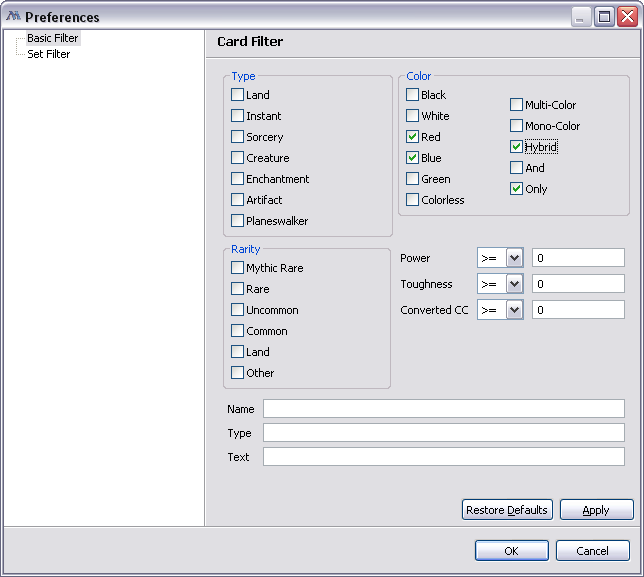 Preferences
Basic Filter
Set Filter
Card Filter
Type
Land
Instant
Sorcery
Creature
Enchantment
Artifact
Planeswalker
Color
Black
White
Red
Blue
Green
Colorless
Multi-Color
Mono-Color
Hybrid
And
Only
Rarity
Mythic Rare
Rare
Uncommon
Common
Land
Other
Power >= 0
Toughness >= 0
Converted CC >= 0
Name
Type
Text
Restore Defaults Apply
OK Cancel